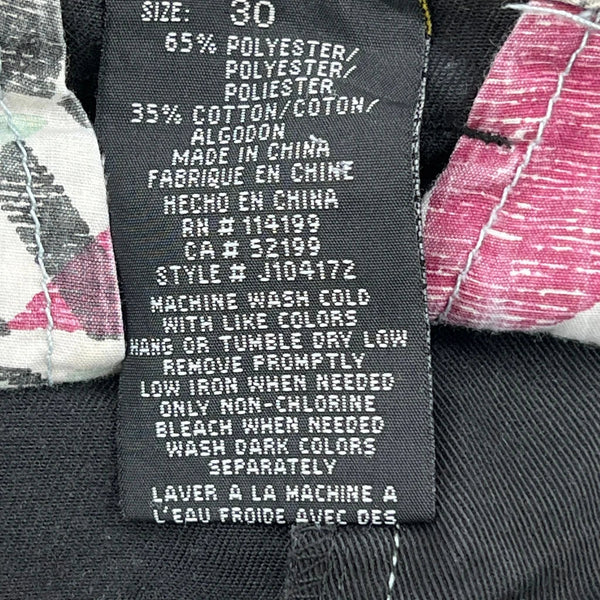 SIZE: 30
65% POLYESTER/
POLYESTER/
POLIESTER
35% COTTON/COTON/
ALGODON
MADE IN CHINA
FABRIQUE EN CHINE
HECHO EN CHINA
RN # 114199
CA # 52199
STYLE # J104172
MACHINE WASH COLD
WITH LIKE COLORS
HANG OR TUMBLE DRY LOW
REMOVE PROMPTLY
LOW IRON WHEN NEEDED
ONLY NON-CHLORINE
BLEACH WHEN NEEDED
WASH DARK COLORS
SEPARATELY
LAVER A LA MACHINE A
L'EAU FROIDE AVEC DES